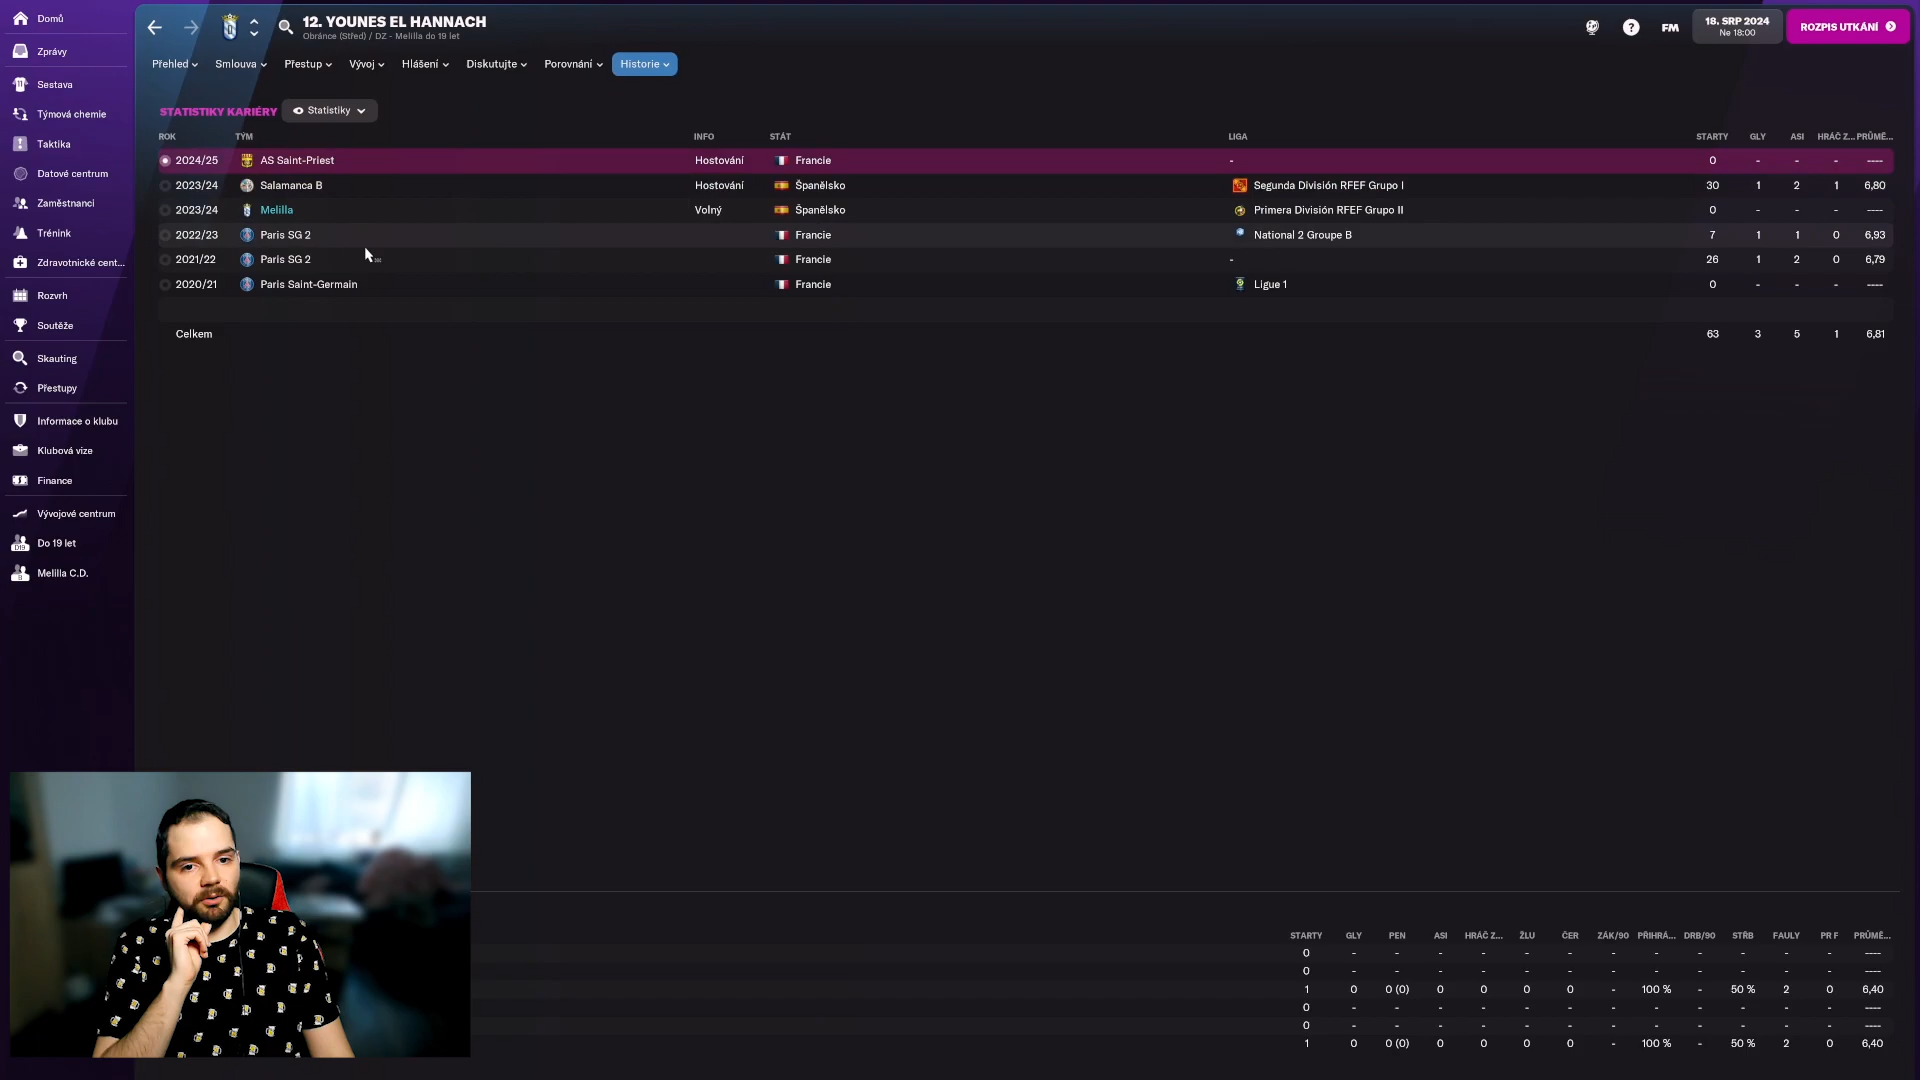 Domů
Zprávy
Sestava
Týmová chemie
Taktika
Datové centrum
Zaměstnanci
Trénink
Zdravotnické cent...
Rozvrh
Soutěže
Skauting
Přestupy
Informace o klubu
Klubová vize
Finance
Vývojové centrum
Do 19 let
Melilla C.D.
12. YOUNES EL HANNACH
Obránce (Střed) / DZ - Melilla do 19 let
FM
18. SRP 2024
Ne 18:00
ROZPIS UTKÁNÍ
Přehled Smlouva Přestup Vývoj Hlášení Diskutujte Porovnání Historie
STATISTIKY KARIÉRY Statistiky
ROK TÝM INFO STÁT LIGA STARTY GLY ASI HRÁČ Z... PRŮMĚ...
2024/25 AS Saint-Priest Hostování Francie - 0 - - - ----
2023/24 Salamanca B Hostování Španělsko Segunda División RFEF Grupo I 30 1 2 1 6,80
2023/24 Melilla Volný Španělsko Primera División RFEF Grupo II 0 - - - ----
2022/23 Paris SG 2 Francie National 2 Groupe B 7 1 1 0 6,93
2021/22 Paris SG 2 Francie - 26 1 2 0 6,79
2020/21 Paris Saint-Germain Francie Ligue 1 0 - - - ----
Celkem 63 3 5 1 6,81
STARTY GLY PEN ASI HRÁČ Z... ŽLU ČER ZÁK/90 PŘIHRÁ... DRB/90 STŘB FAULY PR F PRŮMĚ...
0 - - - - - - - - - - - - ----
0 - - - - - - - - - - - - ----
1 0 0 (0) 0 0 0 0 - 100 % - 50 % 2 0 6,40
0 - - - - - - - - - - - - ----
0 - - - - - - - - - - - - ----
1 0 0 (0) 0 0 0 0 - 100 % - 50 % 2 0 6,40